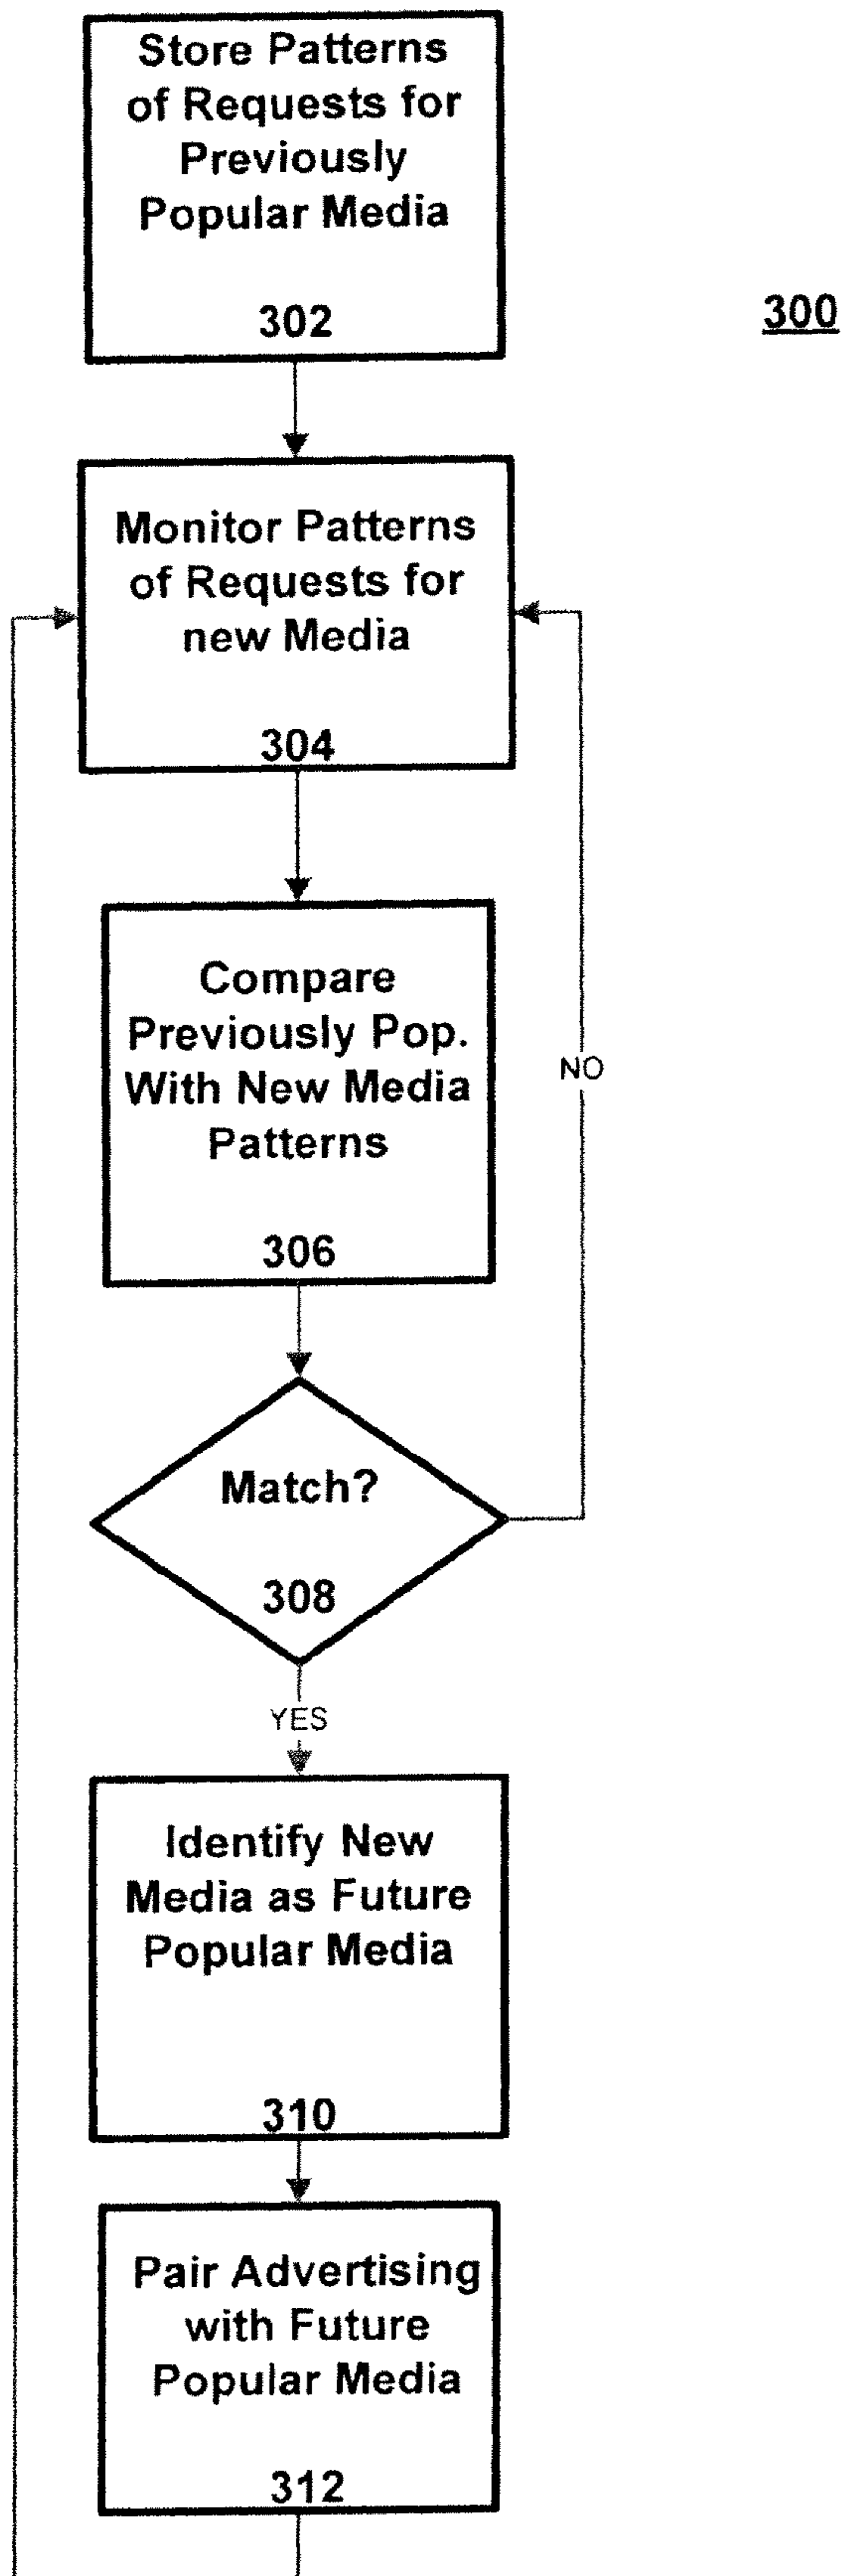 Store Patterns
of Requests for
Previously
Popular Media
302
300
Monitor Patterns
of Requests for
new Media
304
Compare
Previously Pop.
With New Media
Patterns
306
NO
Match?
308
YES
Identify New
Media as Future
Popular Media
310
Pair Advertising
with Future
Popular Media
312